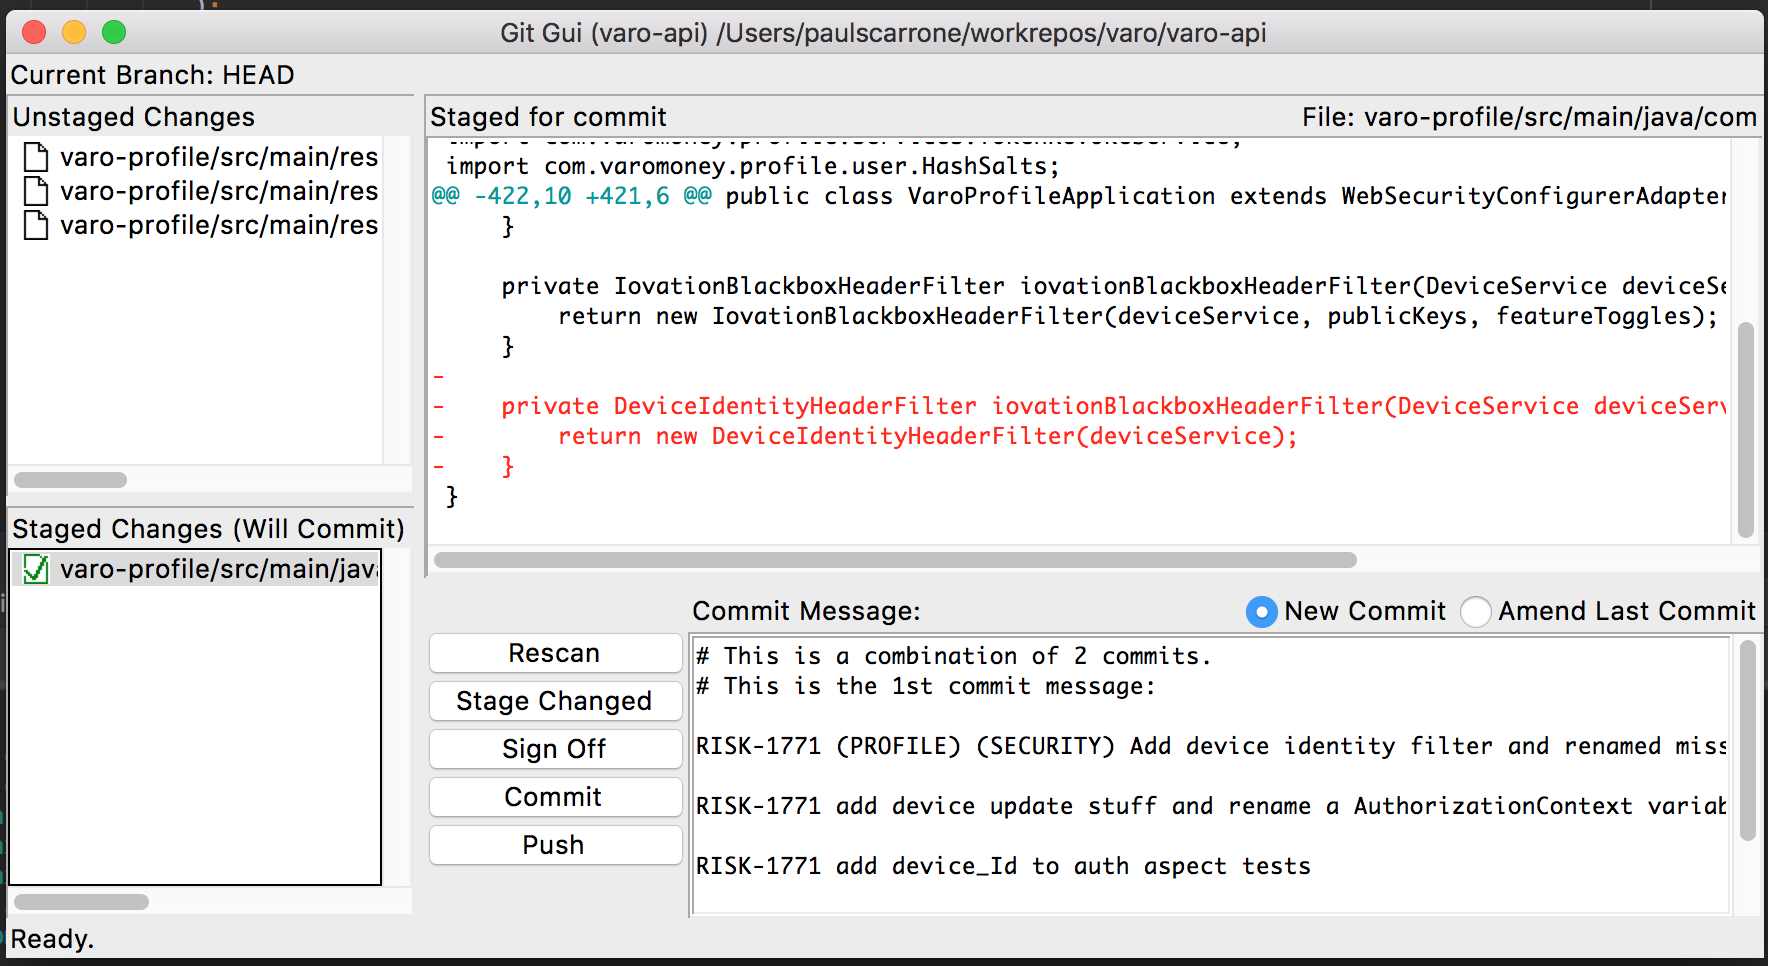 Git Gui (varo-api) /Users/paulscarrone/workrepos/varo/varo-api
Current Branch: HEAD
Unstaged Changes
varo-profile/src/main/res
varo-profile/src/main/res
varo-profile/src/main/res
Staged Changes (Will Commit)
varo-profile/src/main/java
Staged for commit
File: varo-profile/src/main/java/com
import com.varomoney.profile.services.TokenRevokeService;
import com.varomoney.profile.user.HashSalts;
@@ -422,10 +421,6 @@ public class VaroProfileApplication extends WebSecurityConfigurerAdapter
}
private IovationBlackboxHeaderFilter iovationBlackboxHeaderFilter(DeviceService deviceSe
return new IovationBlackboxHeaderFilter(deviceService, publicKeys, featureToggles);
}
-
-    private DeviceIdentityHeaderFilter iovationBlackboxHeaderFilter(DeviceService deviceServ
-        return new DeviceIdentityHeaderFilter(deviceService);
-    }
}
Commit Message:
New Commit
Amend Last Commit
Rescan
Stage Changed
Sign Off
Commit
Push
# This is a combination of 2 commits.
# This is the 1st commit message:
RISK-1771 (PROFILE) (SECURITY) Add device identity filter and renamed miss
RISK-1771 add device update stuff and rename a AuthorizationContext variab
RISK-1771 add device_Id to auth aspect tests
Ready.